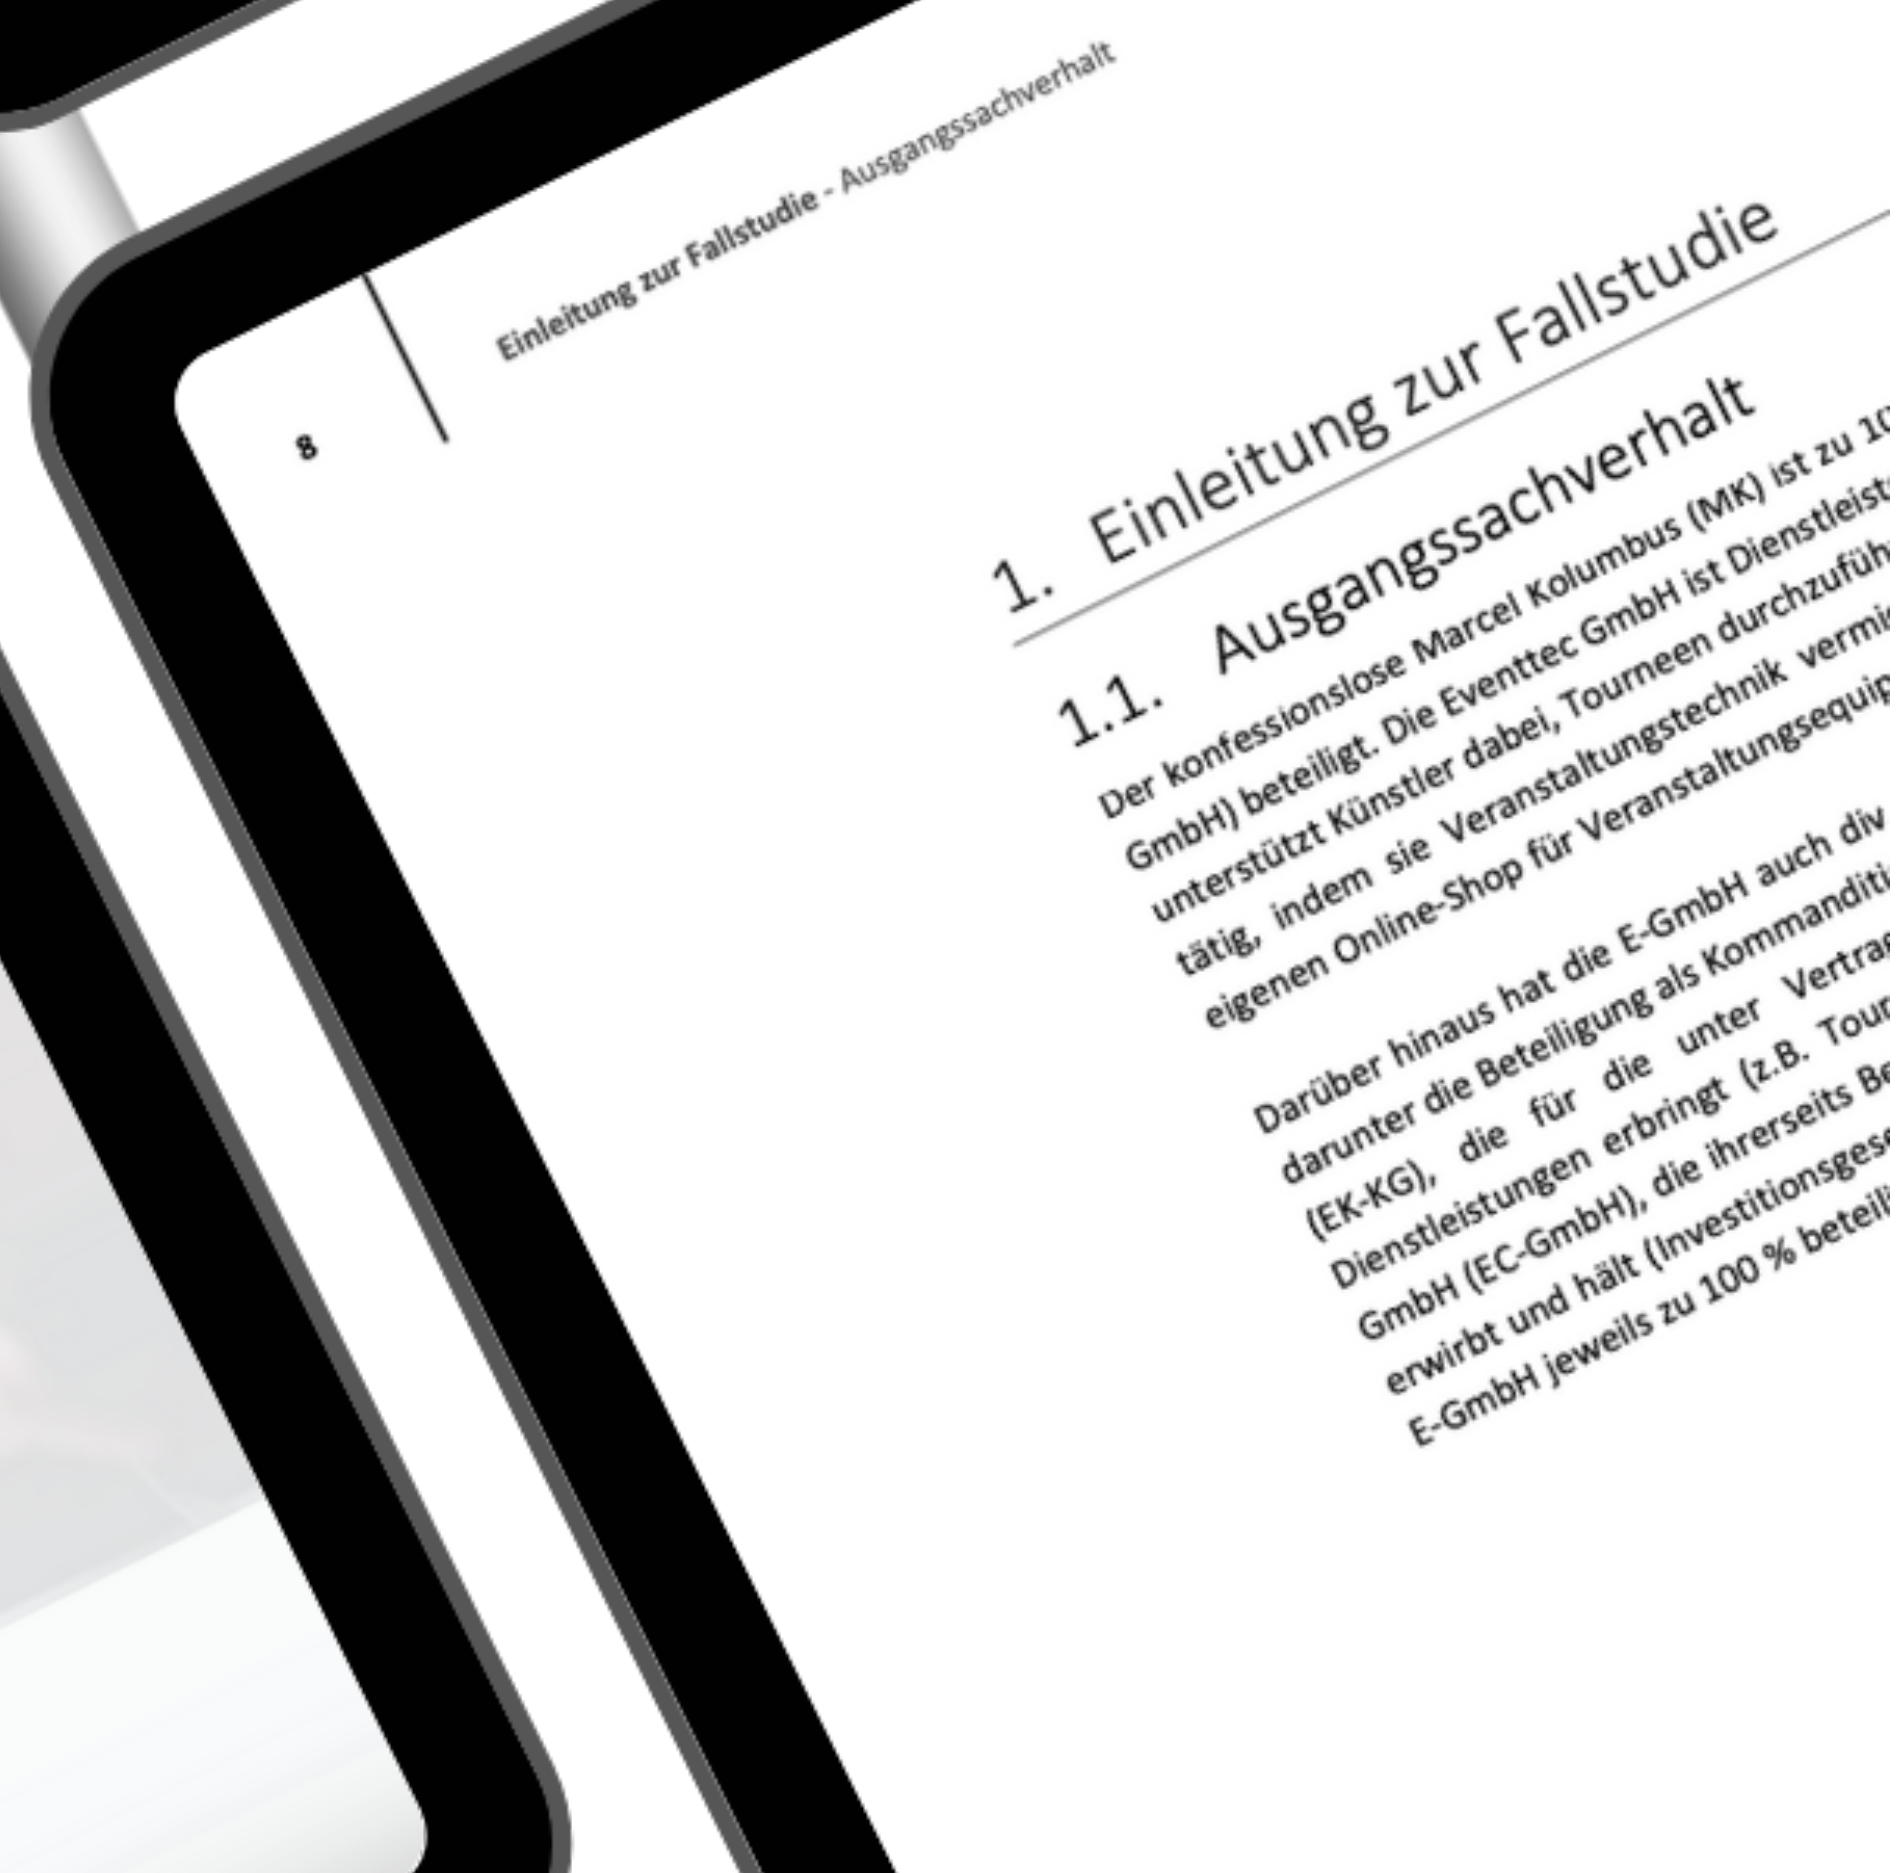 8
Einleitung zur Fallstudie - Ausgangssachverhalt
1. Einleitung zur Fallstudie
1.1. Ausgangssachverhalt
Der konfessionslose Marcel Kolumbus (MK) ist zu
GmbH) beteiligt. Die Eventtec GmbH ist
unterstützt Künstler dabei, Tourneen
tätig, indem sie Veranstaltungstechnik
eigenen Online-Shop für
Darüber hinaus hat die E-GmbH auch
darunter die Beteiligung als
(EK-KG), die für die unter
Dienstleistungen erbringt (z.B.
GmbH (EC-GmbH), die ihrerseits
erwirbt und hält
E-GmbH jeweils zu 100 %